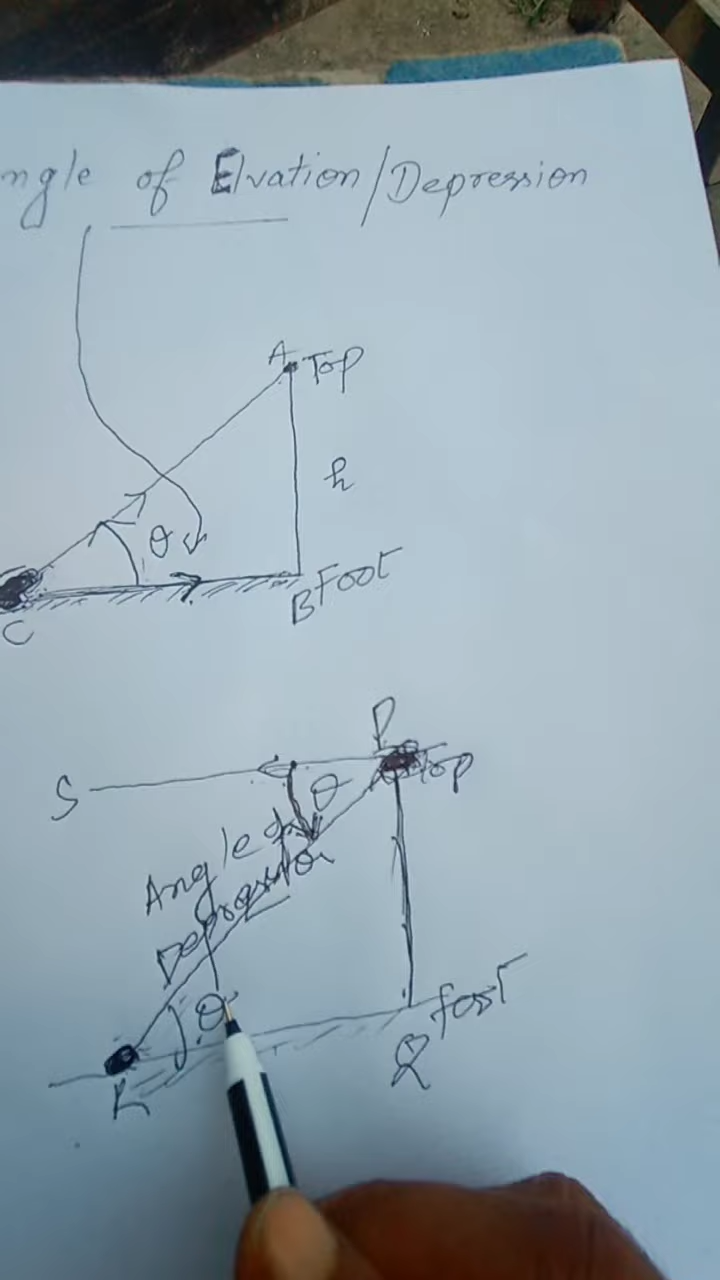 ngle of Elvation/Depression
A Top
h
θ
B Foot
C
P
S
θ
Top
Angle of
Depression
θ
foot
Q
R